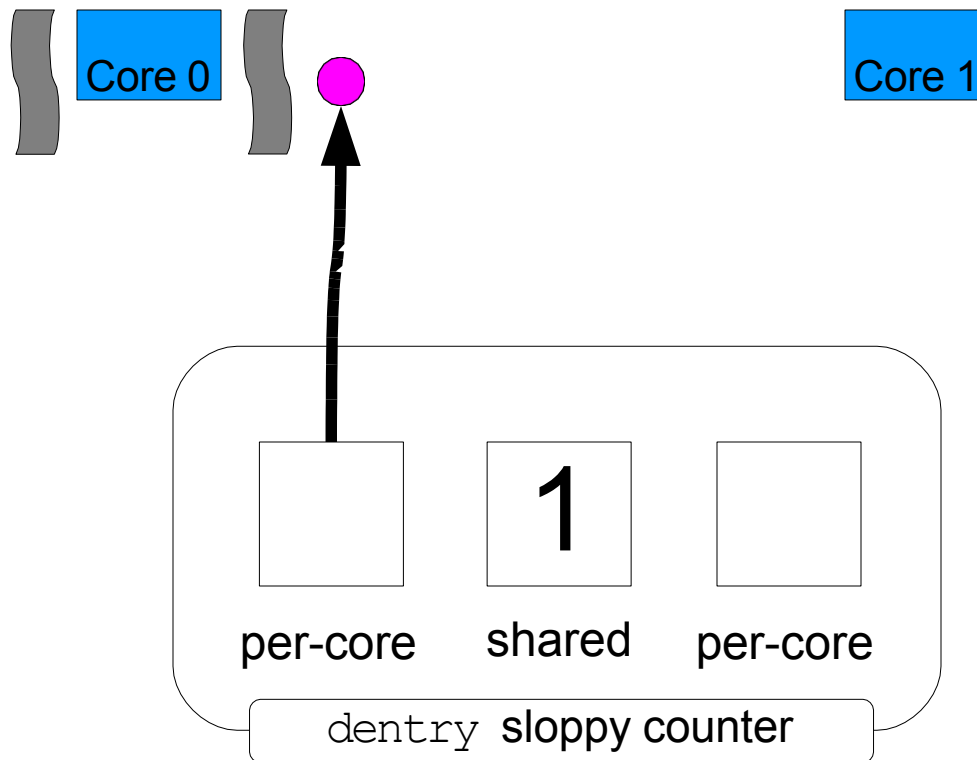 Core 0
Core 1
1
per-core
shared
per-core
dentry sloppy counter